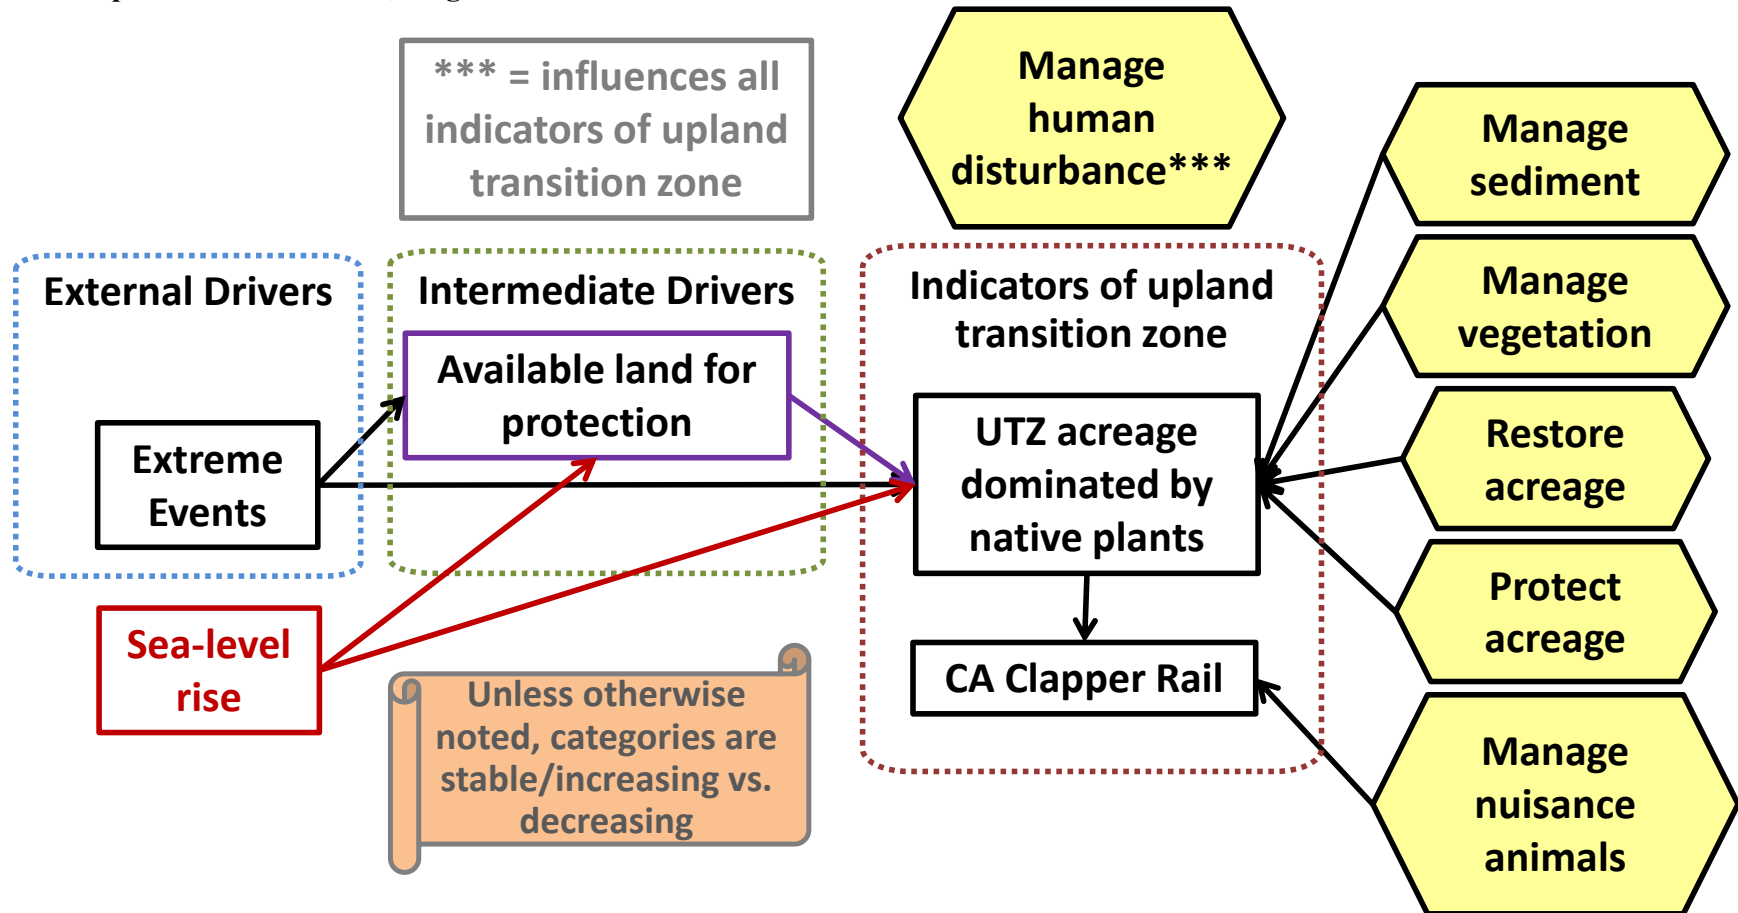 *** = influences all
indicators of upland
transition zone
Manage
human
disturbance***
Manage
sediment
Manage
vegetation
Restore
acreage
Protect
acreage
Manage
nuisance
animals
External Drivers
Extreme
Events
Sea-level
rise
Intermediate Drivers
Available land for
protection
Unless otherwise
noted, categories are
stable/increasing vs.
decreasing
Indicators of upland
transition zone
UTZ acreage
dominated by
native plants
CA Clapper Rail